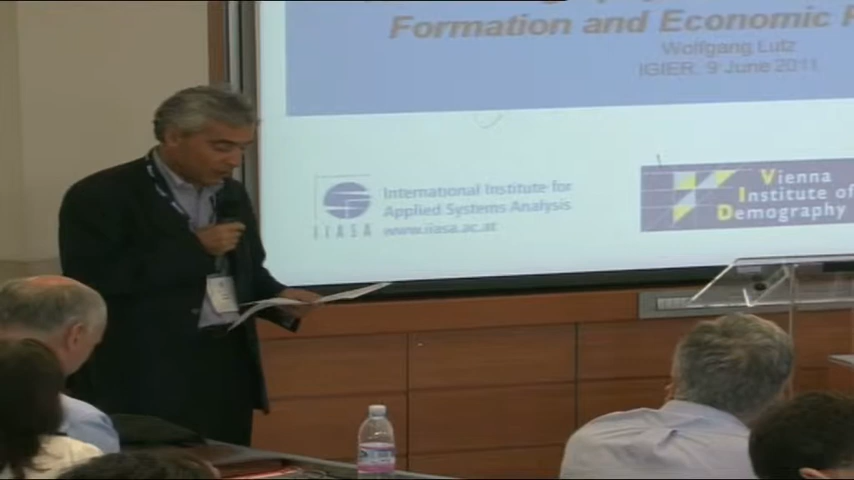 Formation and Economic
Wolfgang Lutz
IGIER, 9 June 2011
IIASA
International Institute for
Applied Systems Analysis
www.iiasa.ac.at
VID
Vienna
Institute of
Demography